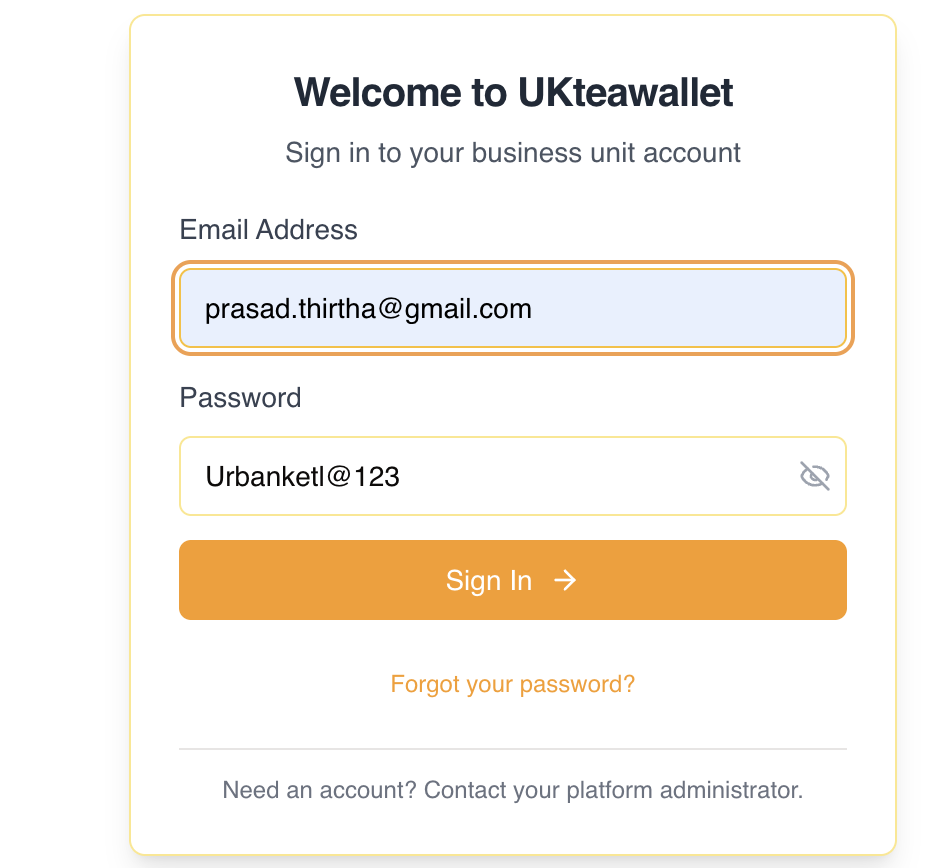 Welcome to UKteawallet
Sign in to your business unit account
Email Address
prasad.thirtha@gmail.com
Password
Urbanketl@123
Sign In →
Forgot your password?
Need an account? Contact your platform administrator.